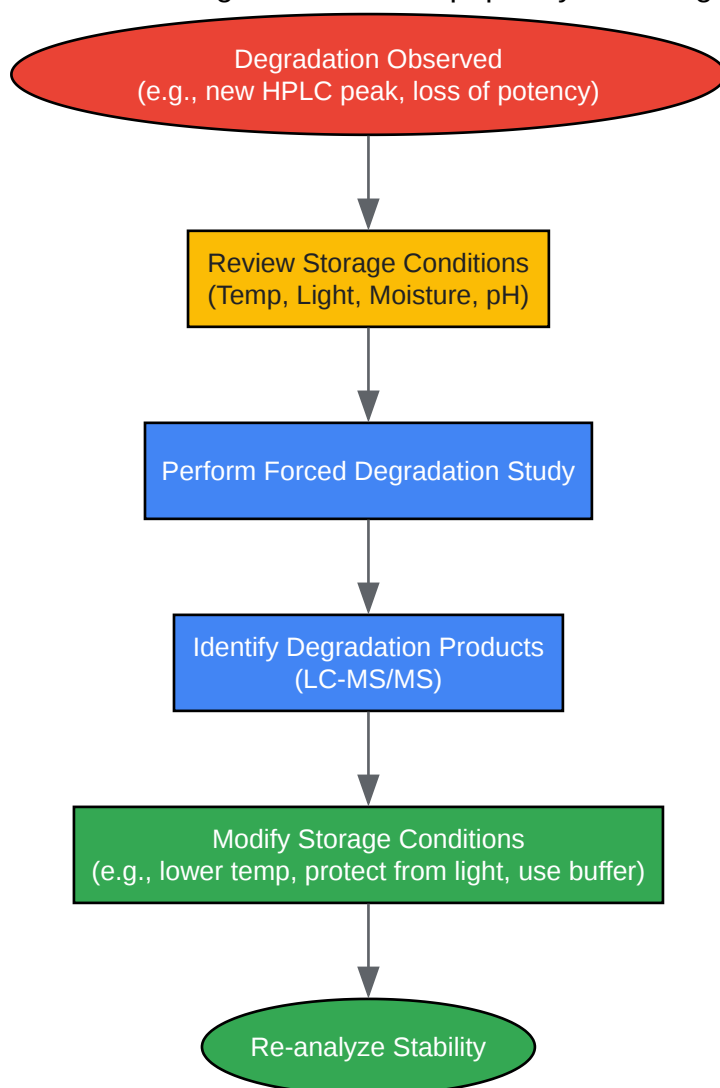 Degradation Observed
(e.g., new HPLC peak, loss of potency)
Review Storage Conditions
(Temp, Light, Moisture, pH)
Perform Forced Degradation Study
Identify Degradation Products
(LC-MS/MS)
Modify Storage Conditions
(e.g., lower temp, protect from light, use buffer)
Re-analyze Stability